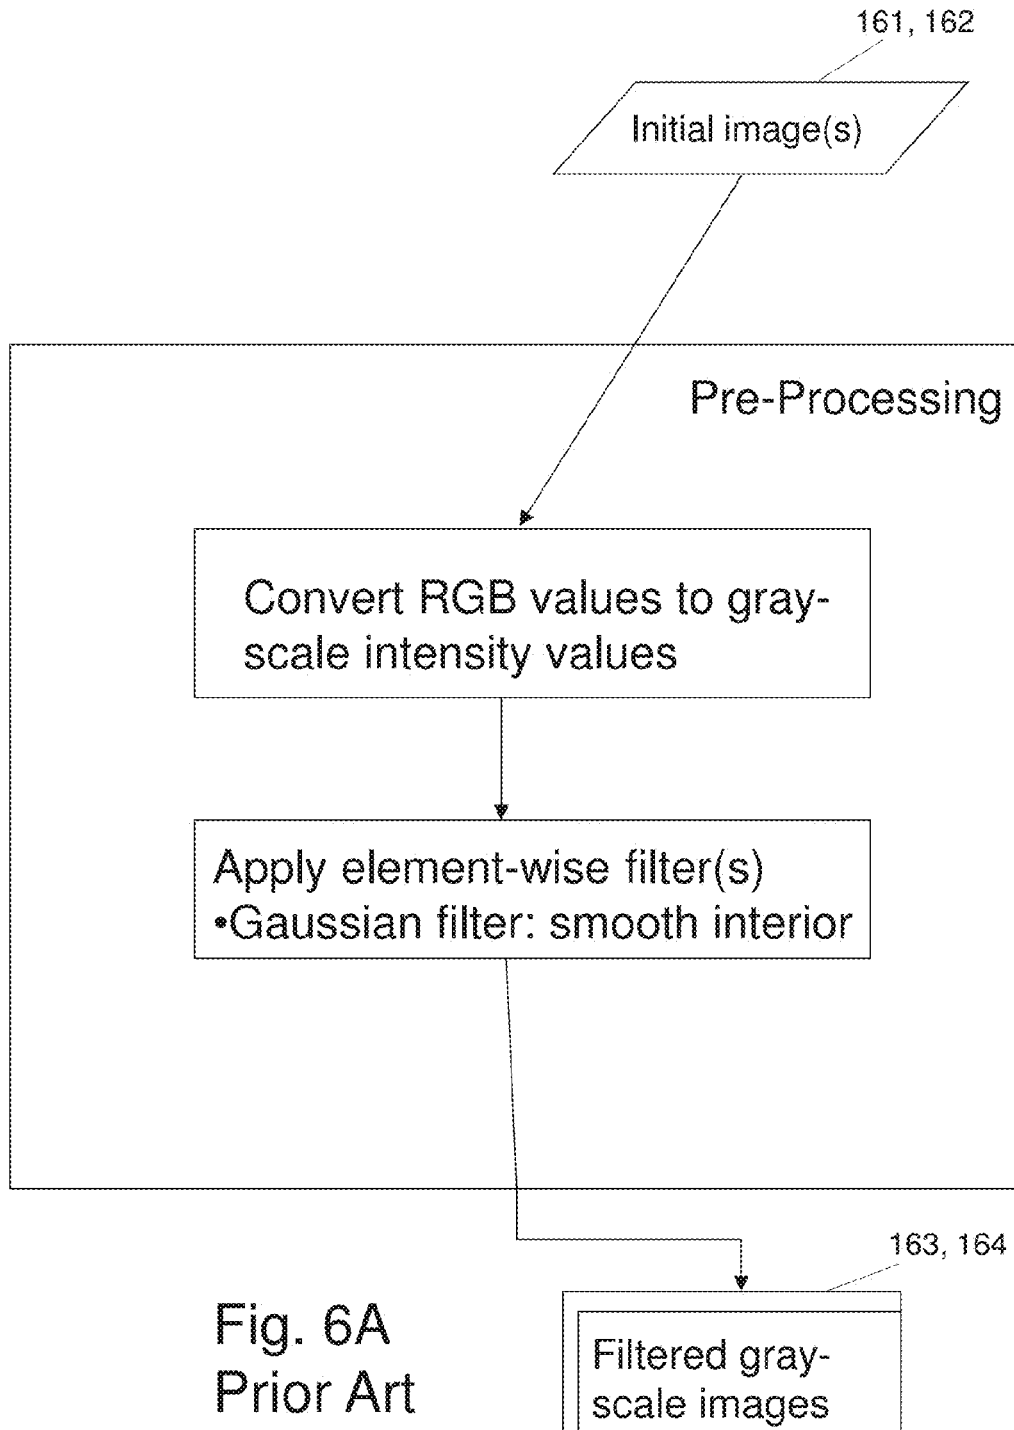 161, 162
Initial image(s)
Pre-Processing
Convert RGB values to gray-
scale intensity values
Apply element-wise filter(s)
•Gaussian filter: smooth interior
163, 164
Filtered gray-
scale images
Fig. 6A
Prior Art